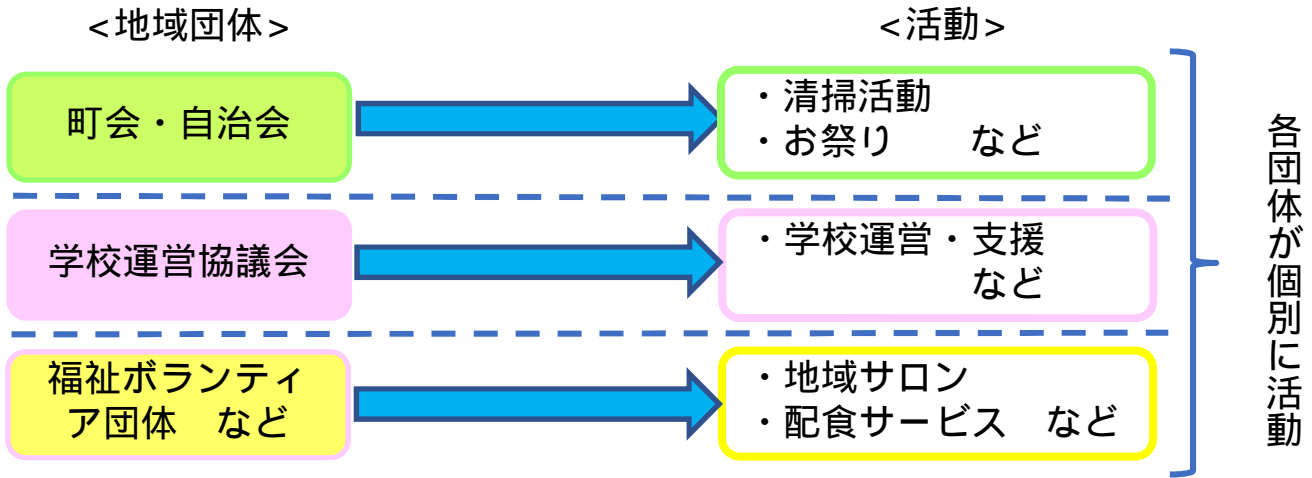 <地域団体>
<活動>
町会・自治会
・清掃活動
・お祭り　　など
学校運営協議会
・学校運営・支援
など
福祉ボランティ
ア団体　など
・地域サロン
・配食サービス　など
各団体が個別に活動